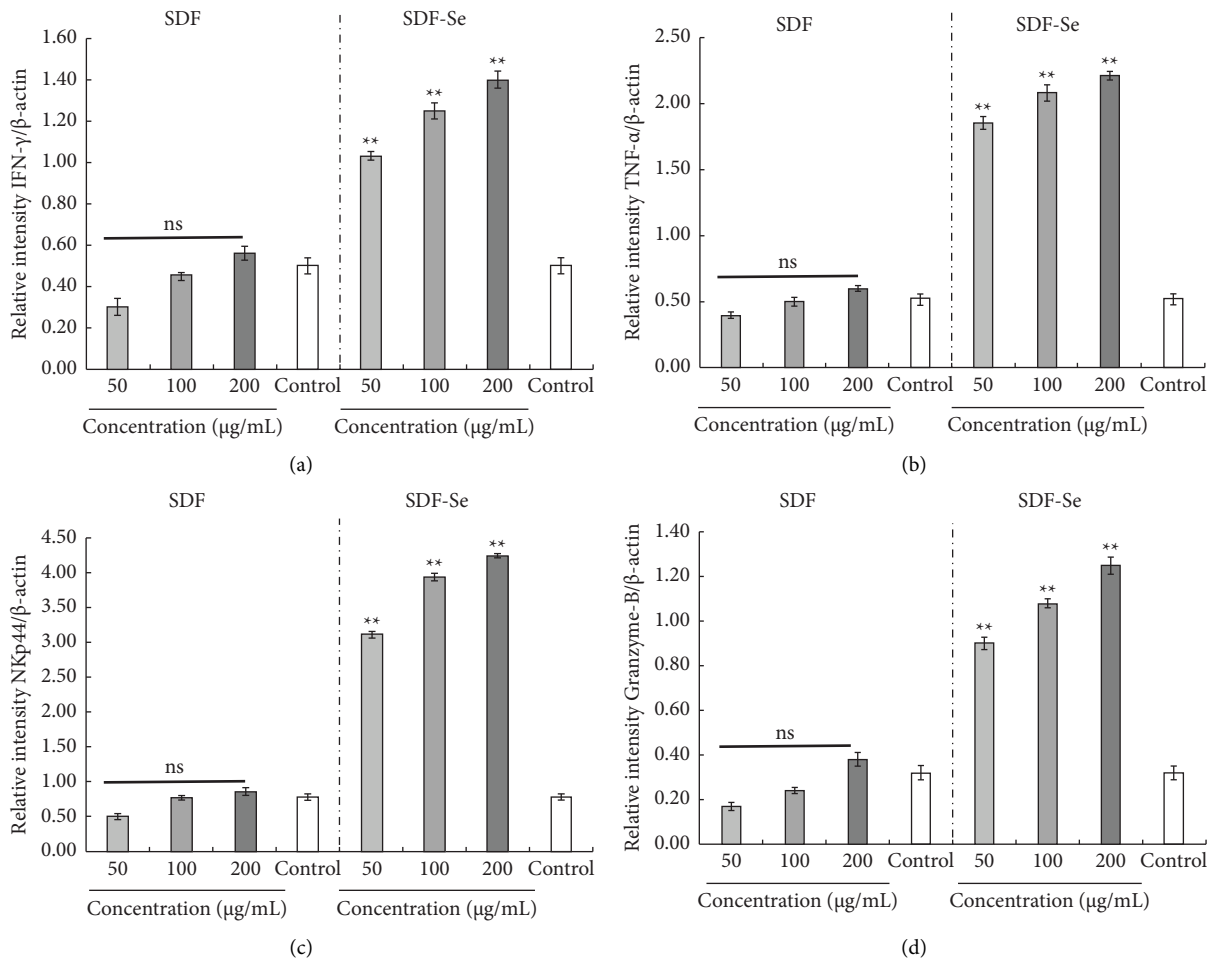 SDF SDF-Se
Relative intensity IFN-γ/β-actin
1.60
1.40
1.20
1.00
0.80
0.60
0.40
0.20
0.00
** ** **
ns
50 100 200 Control 50 100 200 Control
Concentration (µg/mL) Concentration (µg/mL)
(a)
SDF SDF-Se
Relative intensity TNF-α/β-actin
2.50
2.00
1.50
1.00
0.50
0.00
** ** **
ns
50 100 200 Control 50 100 200 Control
Concentration (µg/mL) Concentration (µg/mL)
(b)
SDF SDF-Se
Relative intensity NKp44/β-actin
4.50
4.00
3.50
3.00
2.50
2.00
1.50
1.00
0.50
0.00
** ** **
ns
50 100 200 Control 50 100 200 Control
Concentration (µg/mL) Concentration (µg/mL)
(c)
SDF SDF-Se
Relative intensity Granzyme-B/β-actin
1.40
1.20
1.00
0.80
0.60
0.40
0.20
0.00
** ** **
ns
50 100 200 Control 50 100 200 Control
Concentration (µg/mL) Concentration (µg/mL)
(d)